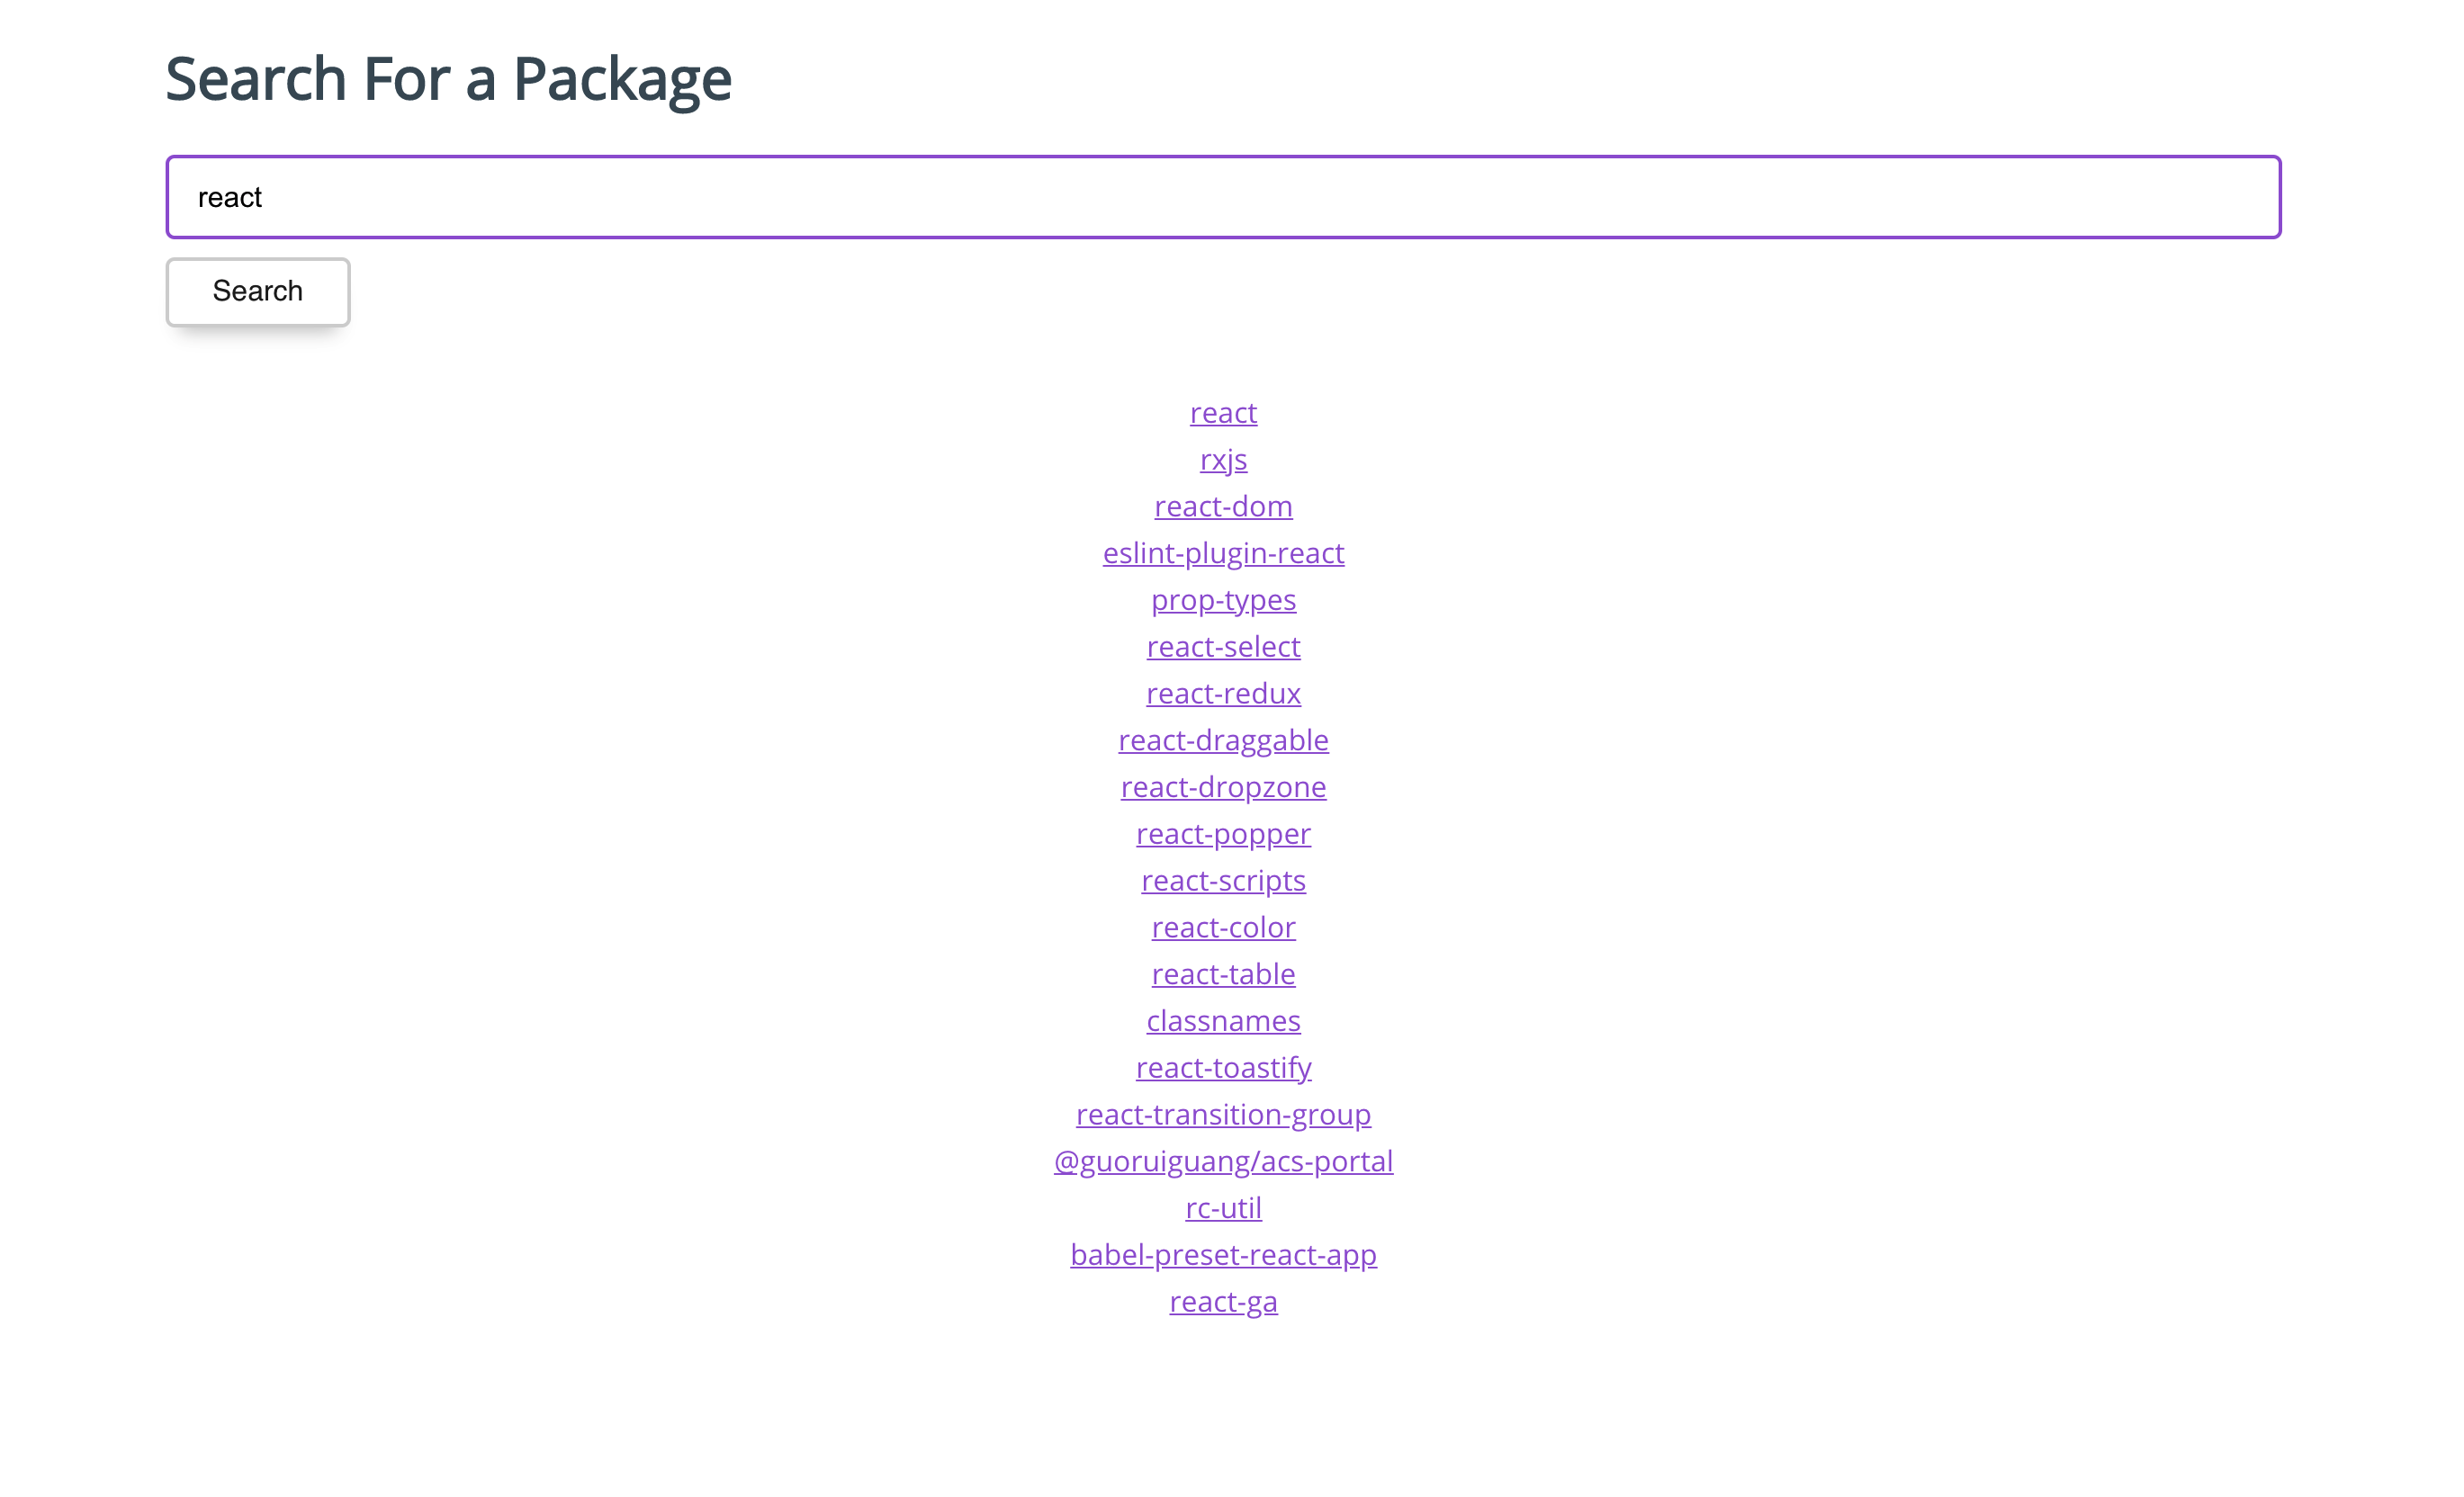 Search For a Package
react
Search
react
rxjs
react-dom
eslint-plugin-react
prop-types
react-select
react-redux
react-draggable
react-dropzone
react-popper
react-scripts
react-color
react-table
classnames
react-toastify
react-transition-group
@guoruiguang/acs-portal
rc-util
babel-preset-react-app
react-ga